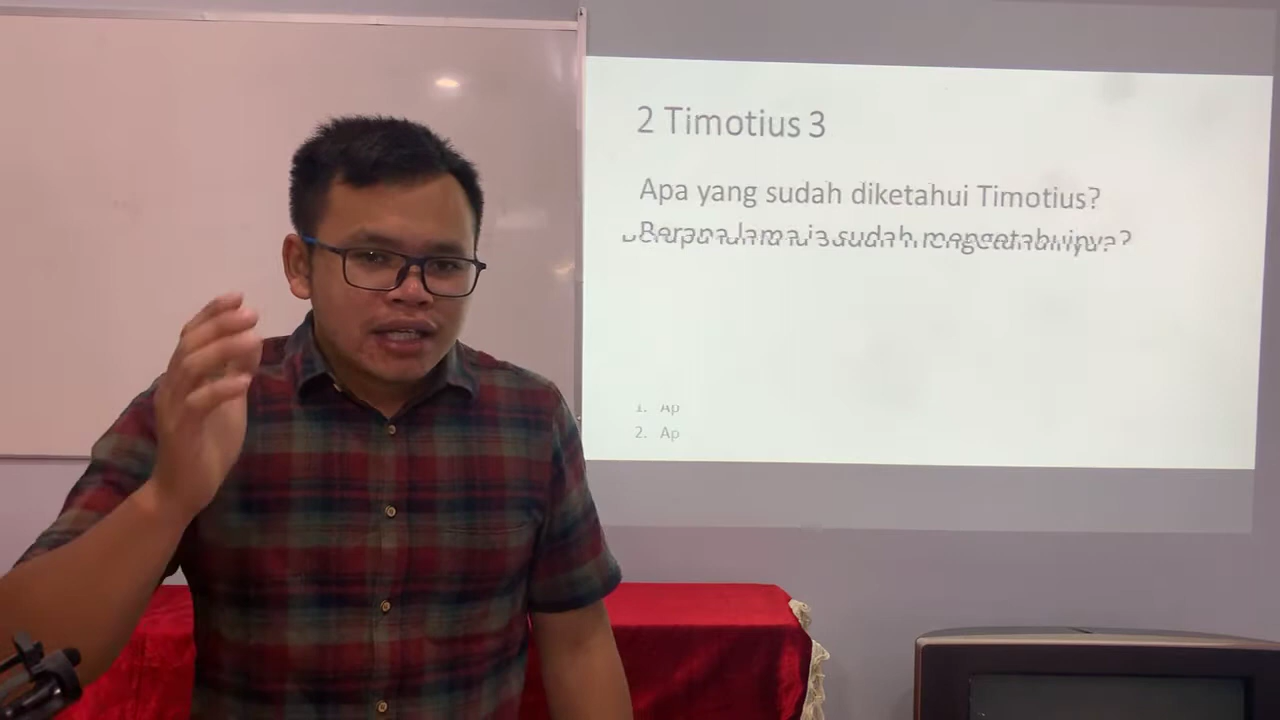 2 Timotius 3
Apa yang sudah diketahui Timotius?
Berapa lama ia sudah mengetahuinya?
1. Ap
2. Ap